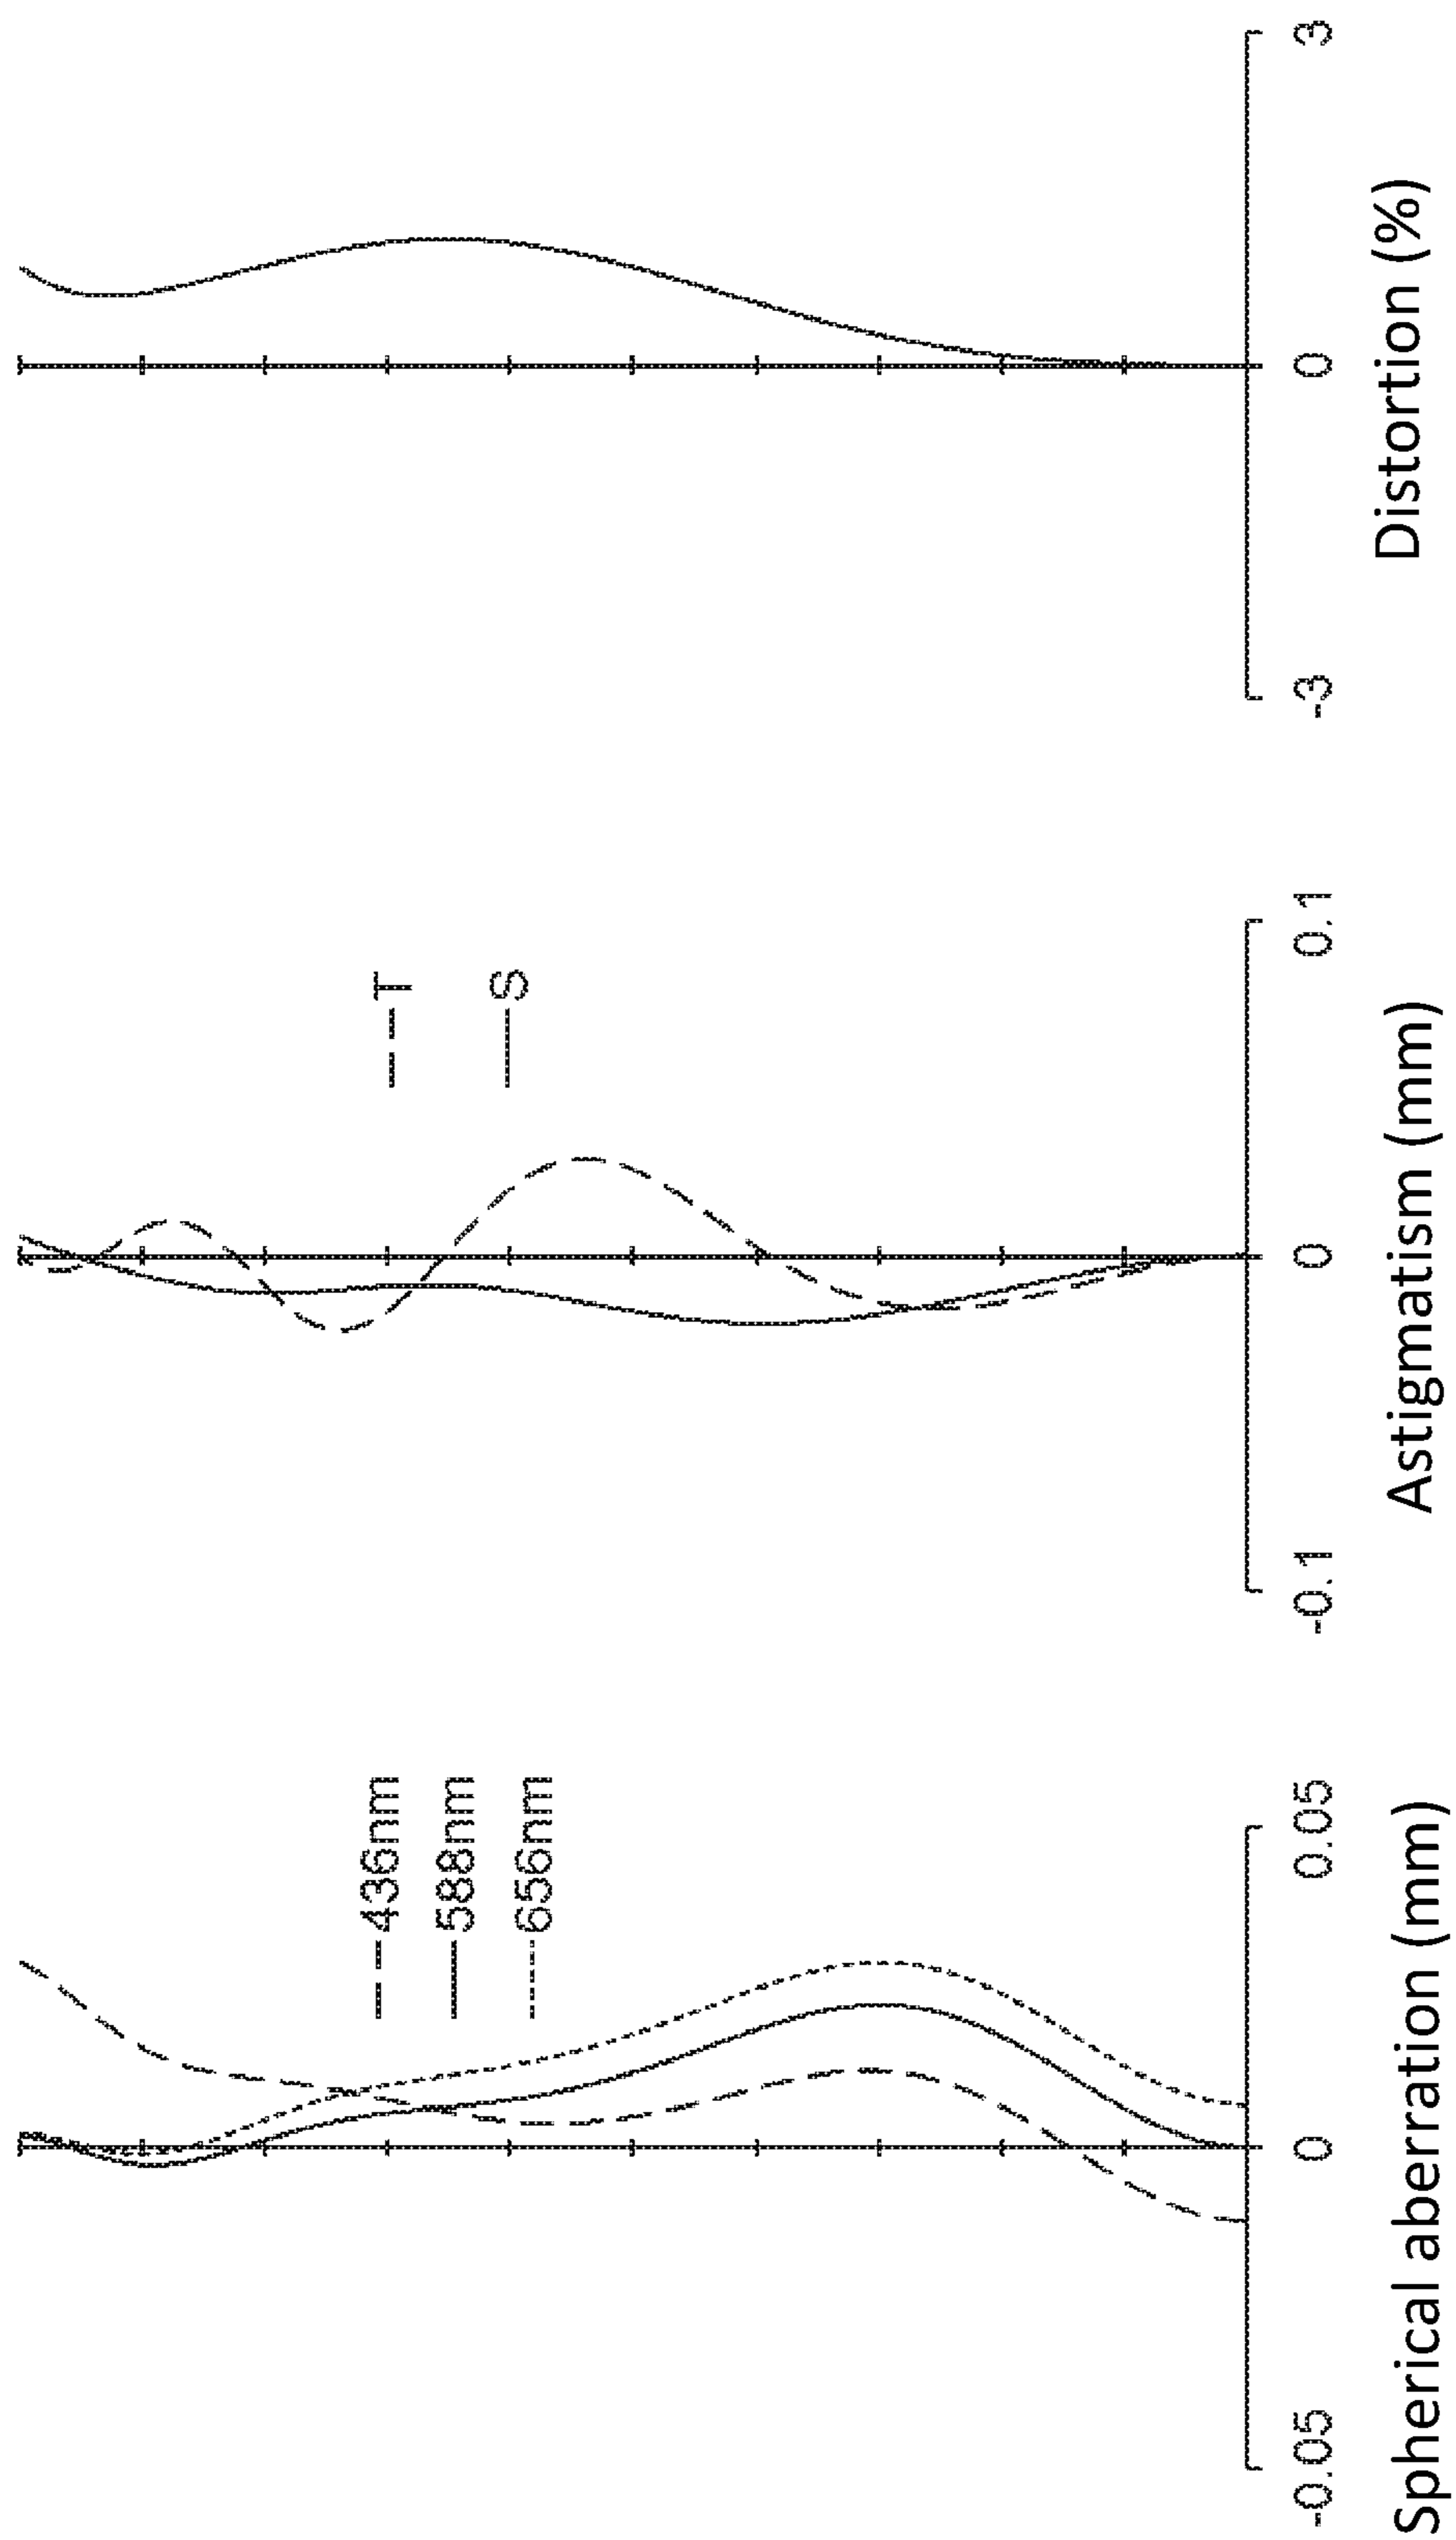 436nm
588nm
656nm
-0.05
0
0.05
Spherical aberration (mm)
T
S
-0.1
0
0.1
Astigmatism (mm)
-3
0
3
Distortion (%)